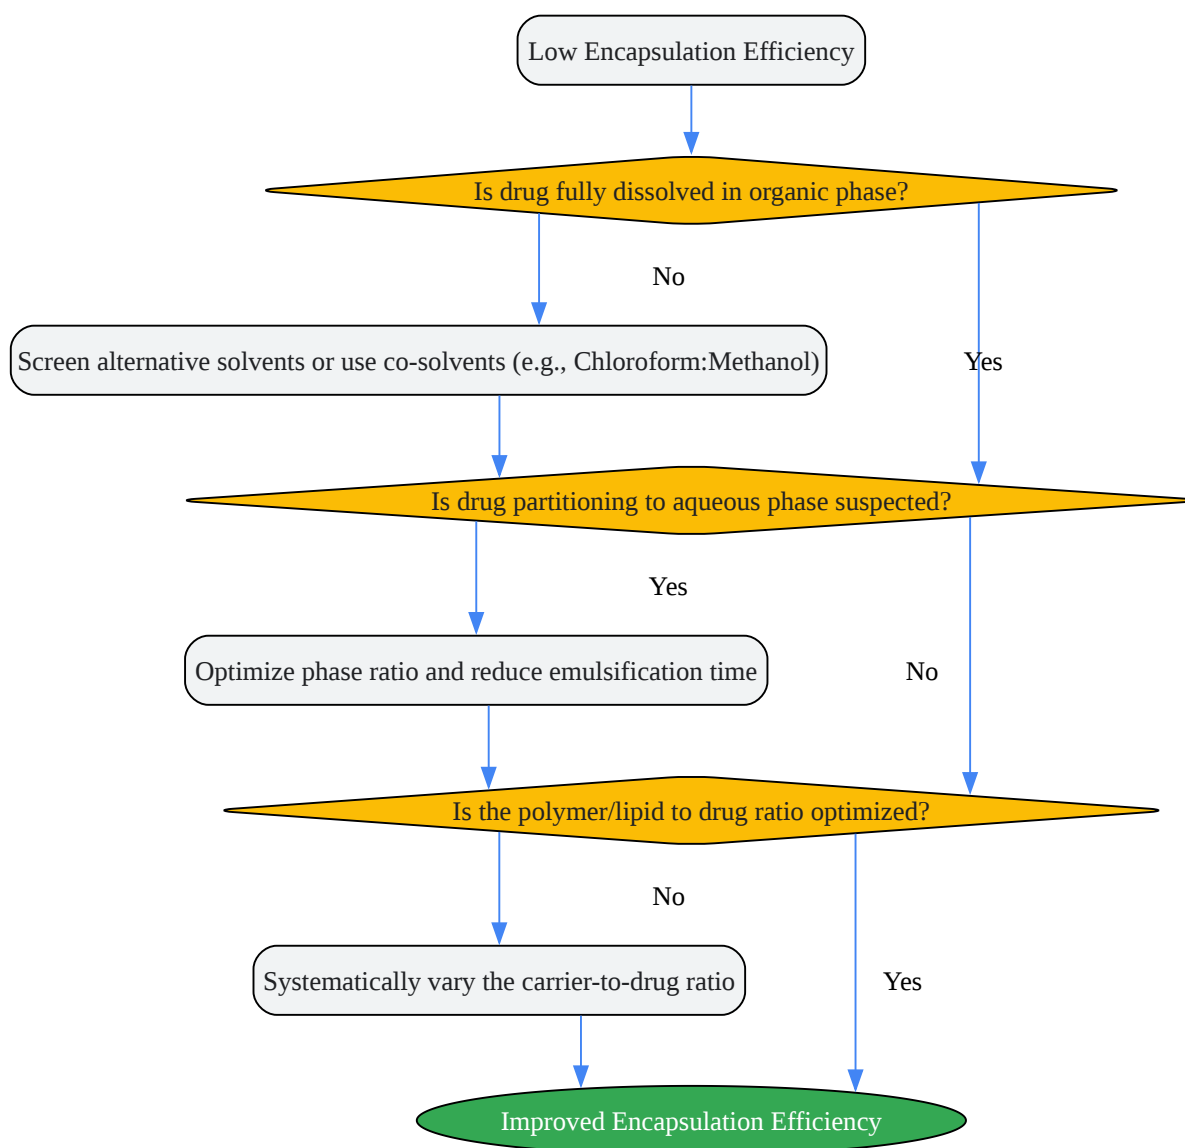 Low Encapsulation Efficiency
Is drug fully dissolved in organic phase?
No
Screen alternative solvents or use co-solvents (e.g., Chloroform:Methanol)
Yes
Is drug partitioning to aqueous phase suspected?
Yes
Optimize phase ratio and reduce emulsification time
No
Is the polymer/lipid to drug ratio optimized?
No
Systematically vary the carrier-to-drug ratio
Yes
Improved Encapsulation Efficiency